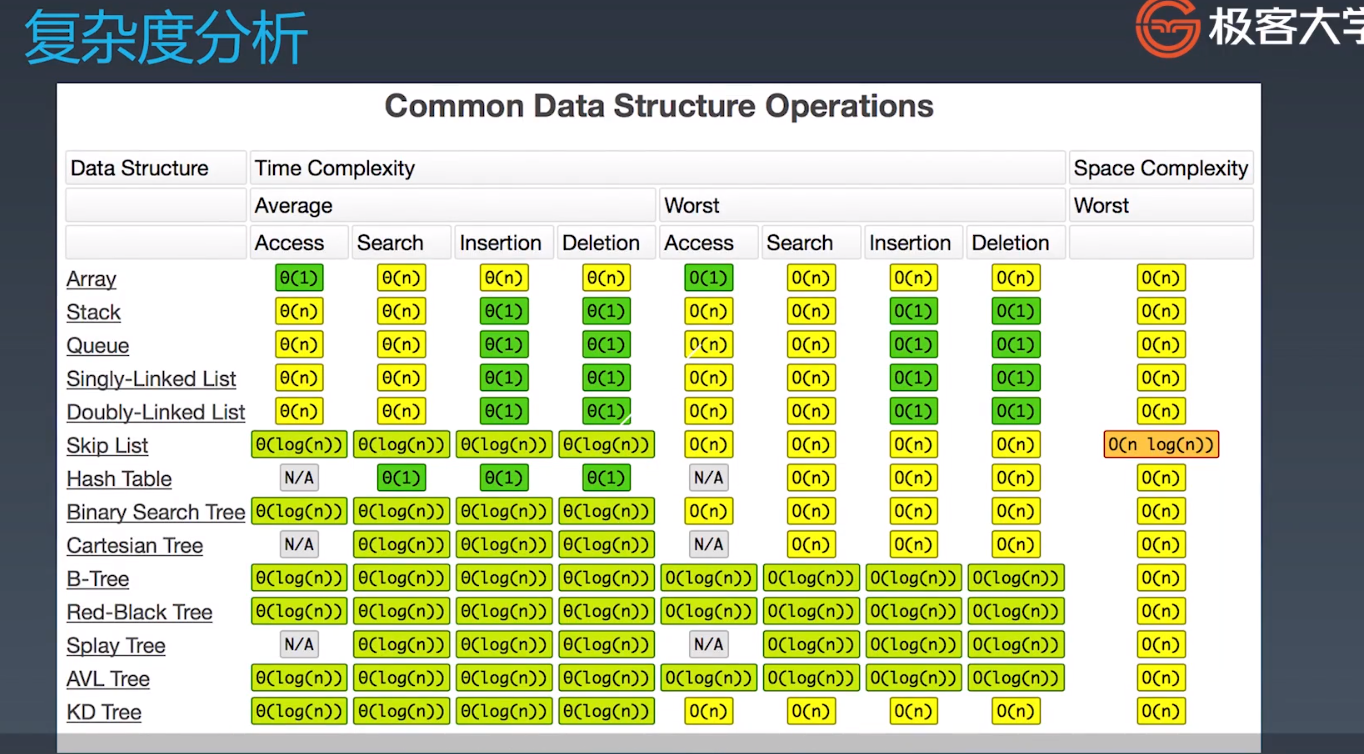 复杂度分析
极客大学
Common Data Structure Operations
Data Structure Time Complexity Space Complexity
Average Worst Worst
Access Search Insertion Deletion Access Search Insertion Deletion
Array θ(1) θ(n) θ(n) θ(n) O(1) O(n) O(n) O(n) O(n)
Stack θ(n) θ(n) θ(1) θ(1) O(n) O(n) O(1) O(1) O(n)
Queue θ(n) θ(n) θ(1) θ(1) O(n) O(n) O(1) O(1) O(n)
Singly-Linked List θ(n) θ(n) θ(1) θ(1) O(n) O(n) O(1) O(1) O(n)
Doubly-Linked List θ(n) θ(n) θ(1) θ(1) O(n) O(n) O(1) O(1) O(n)
Skip List θ(log(n)) θ(log(n)) θ(log(n)) θ(log(n)) O(n) O(n) O(n) O(n) O(n log(n))
Hash Table N/A θ(1) θ(1) θ(1) N/A O(n) O(n) O(n) O(n)
Binary Search Tree θ(log(n)) θ(log(n)) θ(log(n)) θ(log(n)) O(n) O(n) O(n) O(n) O(n)
Cartesian Tree N/A θ(log(n)) θ(log(n)) θ(log(n)) N/A O(n) O(n) O(n) O(n)
B-Tree θ(log(n)) θ(log(n)) θ(log(n)) θ(log(n)) O(log(n)) O(log(n)) O(log(n)) O(log(n)) O(n)
Red-Black Tree θ(log(n)) θ(log(n)) θ(log(n)) θ(log(n)) O(log(n)) O(log(n)) O(log(n)) O(log(n)) O(n)
Splay Tree N/A θ(log(n)) θ(log(n)) θ(log(n)) N/A O(log(n)) O(log(n)) O(log(n)) O(n)
AVL Tree θ(log(n)) θ(log(n)) θ(log(n)) θ(log(n)) O(log(n)) O(log(n)) O(log(n)) O(log(n)) O(n)
KD Tree θ(log(n)) θ(log(n)) θ(log(n)) θ(log(n)) O(n) O(n) O(n) O(n) O(n)